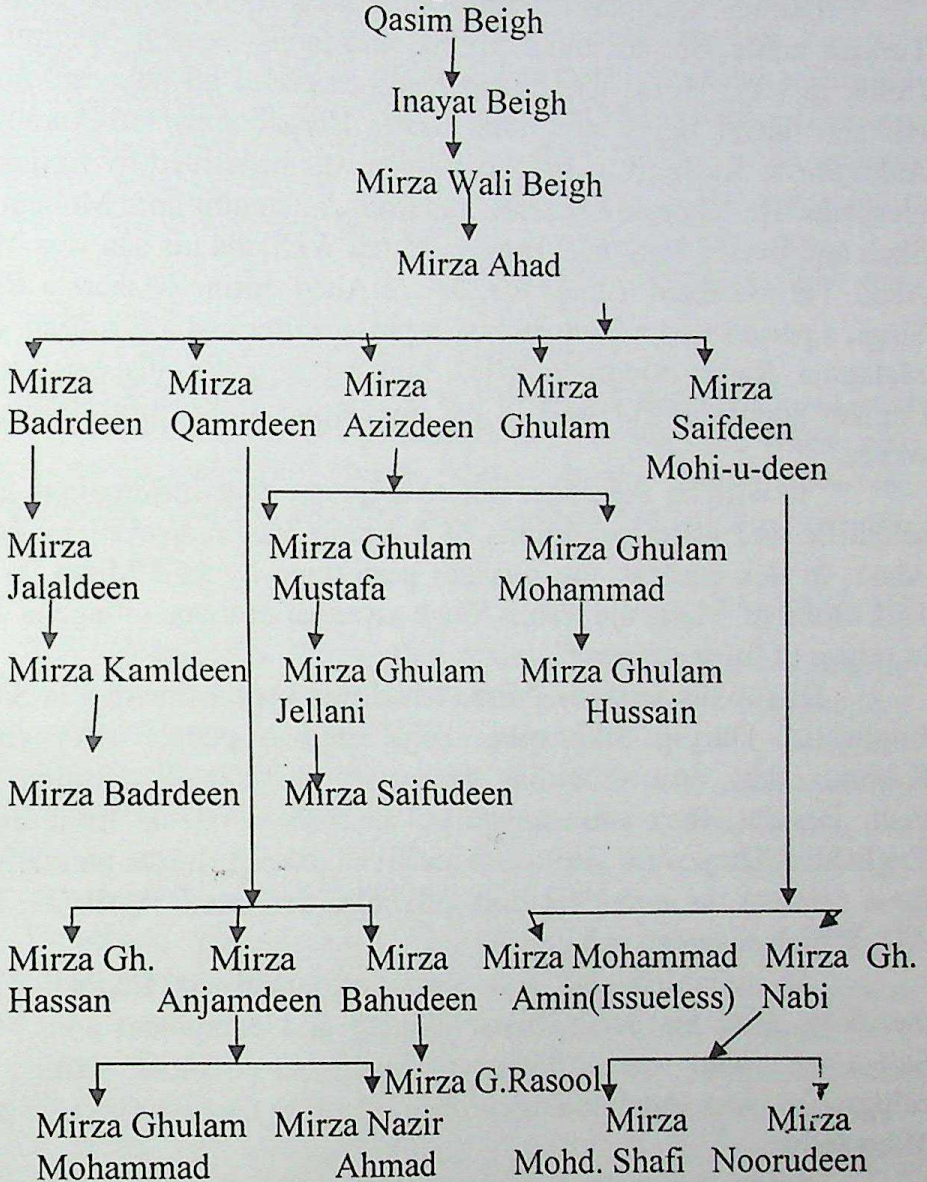 Qasim Beigh
Inayat Beigh
Mirza Wali Beigh
Mirza Ahad
Mirza Mirza Mirza Mirza Mirza
Badrdeen Qamrdeen Azizdeen Ghulam Saifdeen
Mohi-u-deen
Mirza Mirza Ghulam Mirza Ghulam
Jalaldeen Mustafa Mohammad
Mirza Kamldeen Mirza Ghulam Mirza Ghulam
Jellani Hussain
Mirza Badrdeen Mirza Saifudeen
Mirza Gh. Mirza Mirza Mirza Mohammad Mirza Gh.
Hassan Anjamdeen Bahudeen Amin(Issueless) Nabi
Mirza G.Rasool
Mirza Ghulam Mirza Nazir Mirza Mirza
Mohammad Ahmad Mohd. Shafi Noorudeen